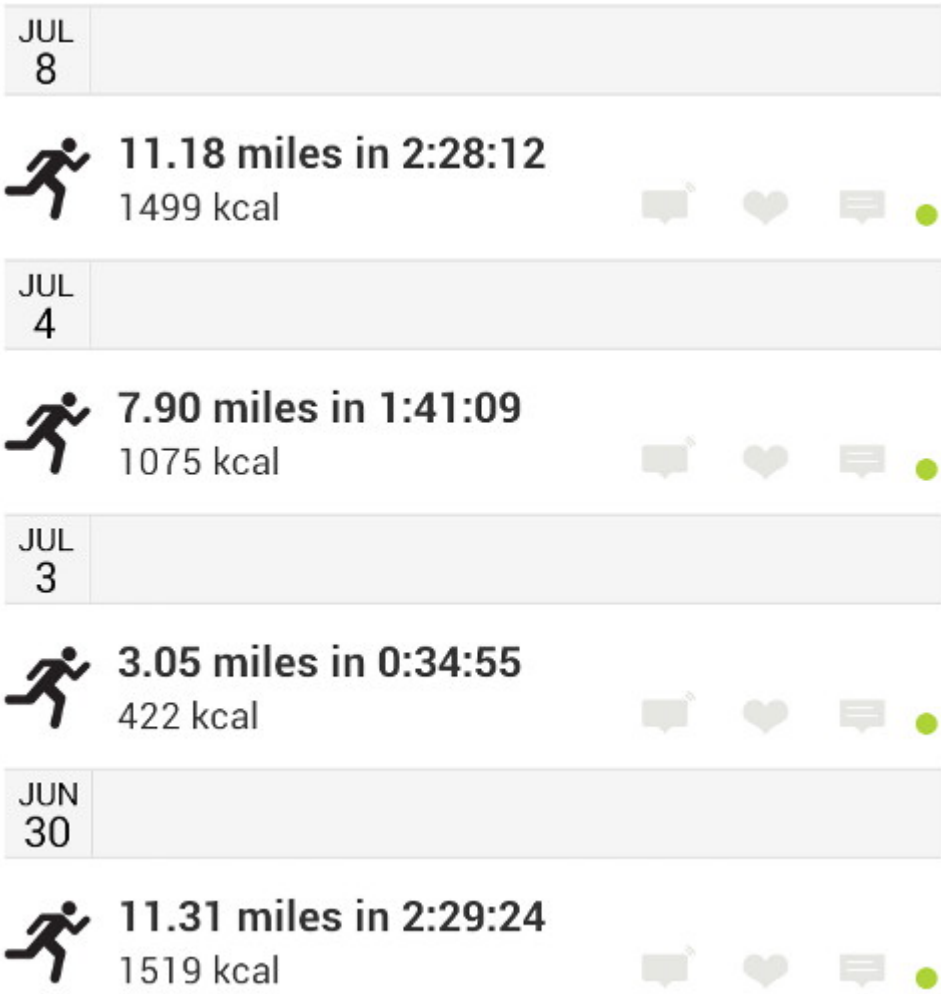 JUL
8
11.18 miles in 2:28:12
1499 kcal
JUL
4
7.90 miles in 1:41:09
1075 kcal
JUL
3
3.05 miles in 0:34:55
422 kcal
JUN
30
11.31 miles in 2:29:24
1519 kcal